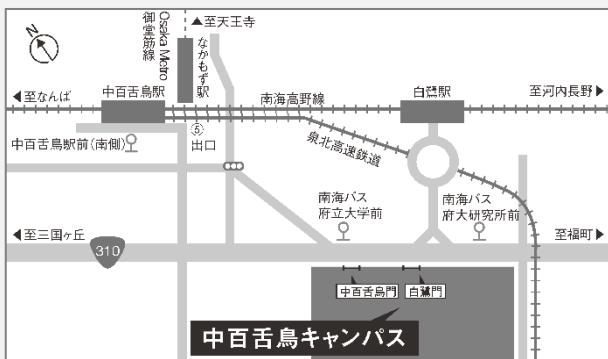 N
▲至天王寺
Osaka Metro
御堂筋線
なかもず駅
◀至なんば
中百舌鳥駅
南海高野線
白鷺駅
至河内長野▶
中百舌鳥駅前(南側)
⑤
出口
泉北高速鉄道
南海バス
府立大学前
南海バス
府大研究所前
◀至三国ヶ丘
至福町▶
310
中百舌鳥門
白鷺門
中百舌鳥キャンパス